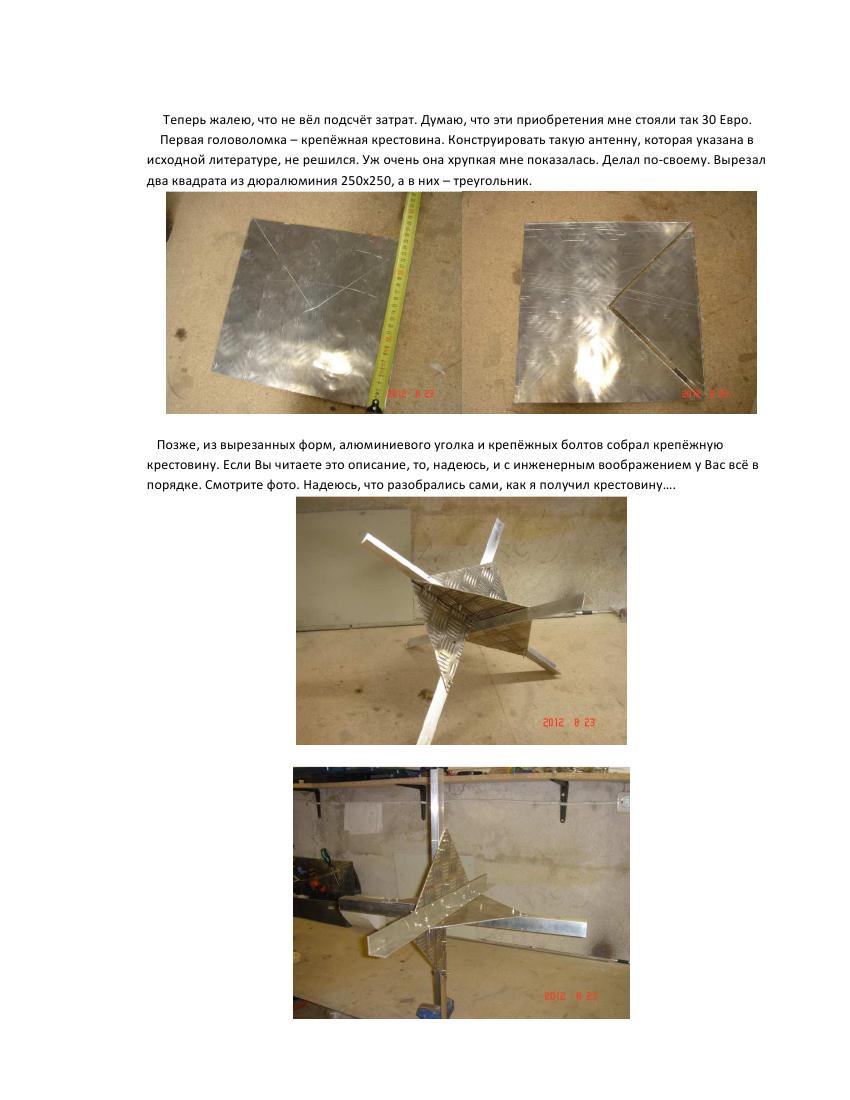 Теперь жалею, что не вёл подсчёт затрат. Думаю, что эти приобретения мне стояли так 30 Евро.
Первая головоломка – крепёжная крестовина. Конструировать такую антенну, которая указана в
исходной литературе, не решился. Уж очень она хрупкая мне показалась. Делал по-своему. Вырезал
два квадрата из дюралюминия 250х250, а в них – треугольник.
2012 8 23
2012 8 23
Позже, из вырезанных форм, алюминиевого уголка и крепёжных болтов собрал крепёжную
крестовину. Если Вы читаете это описание, то, надеюсь, и с инженерным воображением у Вас всё в
порядке. Смотрите фото. Надеюсь, что разобрались сами, как я получил крестовину….
2012 8 23
2012 8 23